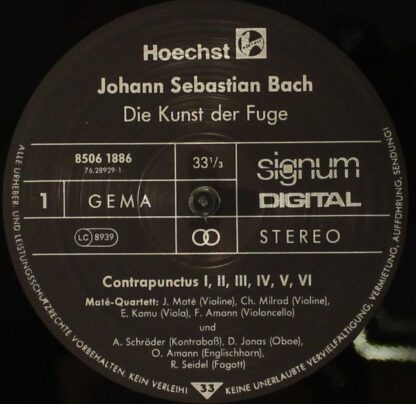 Hoechst
Johann Sebastian Bach
Die Kunst der Fuge
8506 1886
76.28929-1
33 1/3
signum
1
GEMA
DIGITAL
LC 8939
STEREO
Contrapunctus I, II, III, IV, V, VI
Maté-Quartett: J. Maté (Violine), Ch. Milrad (Violine),
E. Kamu (Viola), F. Amann (Violoncello)
und
A. Schröder (Kontrabaß), D. Jonas (Oboe),
O. Amann (Englischhorn),
R. Seidel (Fagott)
ALLE URHEBER- UND LEISTUNGSSCHUTZRECHTE VORBEHALTEN. KEIN VERLEIH! 33 KEINE UNERLAUBTE VERVIELFÄLTIGUNG, VERMIETUNG, AUFFÜHRUNG, SENDUNG!